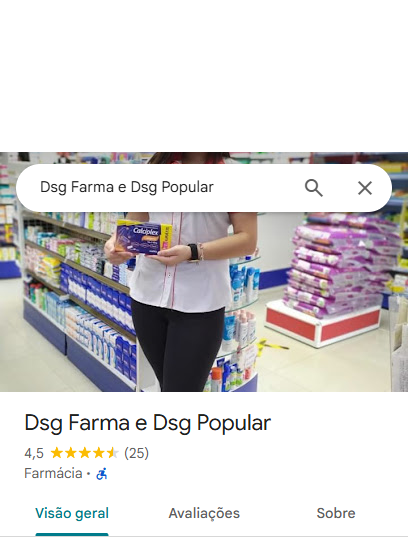 Dsg Farma e Dsg Popular
Calciplex
Dsg Farma e Dsg Popular
4,5 (25)
Farmácia ·
Visão geral Avaliações Sobre